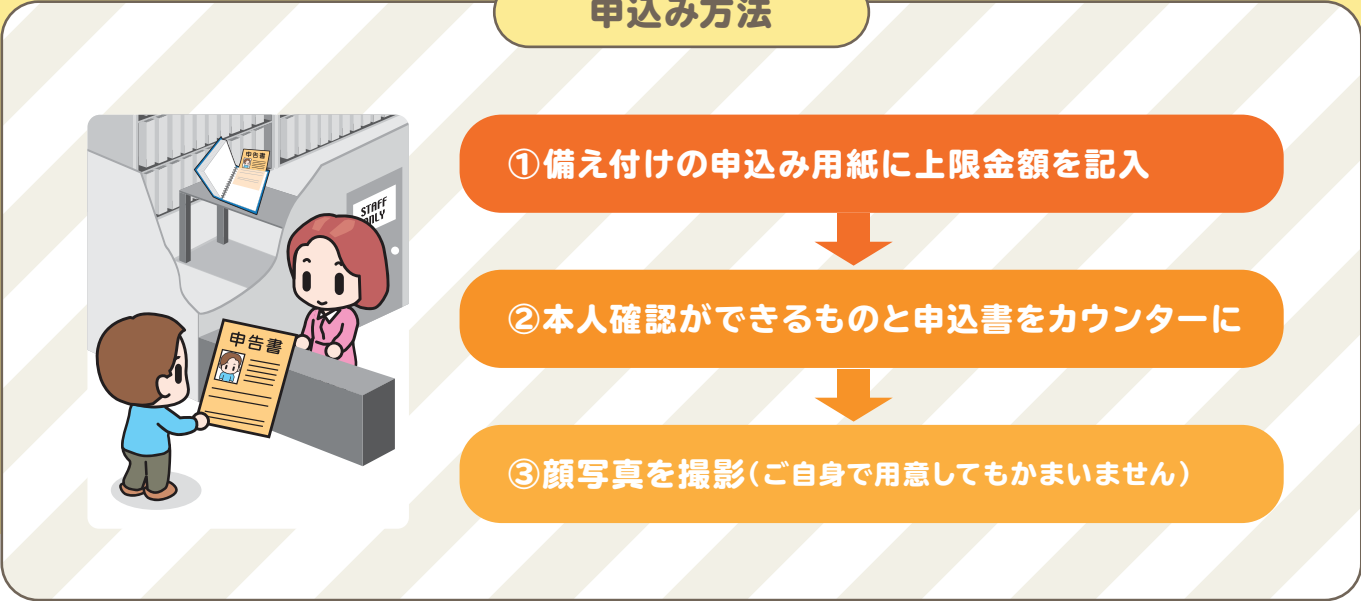 申込み方法
①備え付けの申込み用紙に上限金額を記入
②本人確認ができるものと申込書をカウンターに
③顔写真を撮影(ご自身で用意してもかまいません)
申告書
STAFF
ONLY
申告書